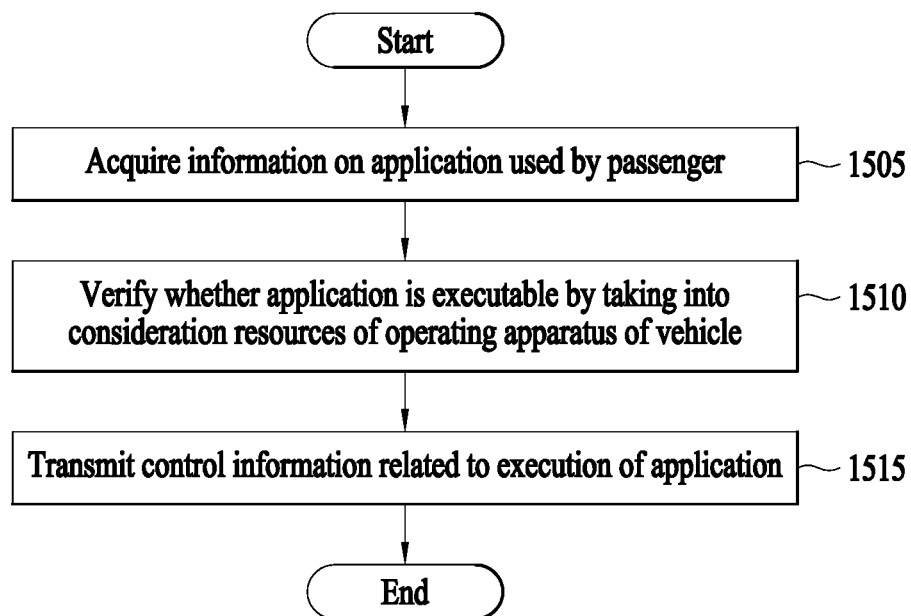 Start
Acquire information on application used by passenger
1505
Verify whether application is executable by taking into
consideration resources of operating apparatus of vehicle
1510
Transmit control information related to execution of application
1515
End